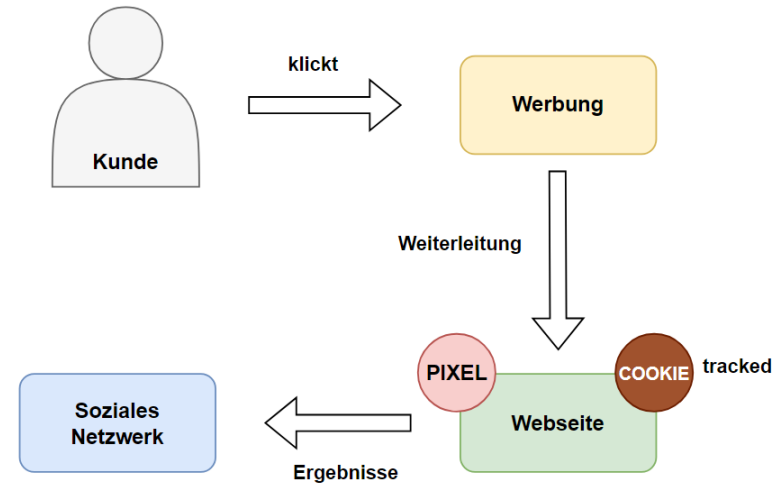 klickt
Kunde
Werbung
Weiterleitung
PIXEL
COOKIE
tracked
Webseite
Soziales
Netzwerk
Ergebnisse